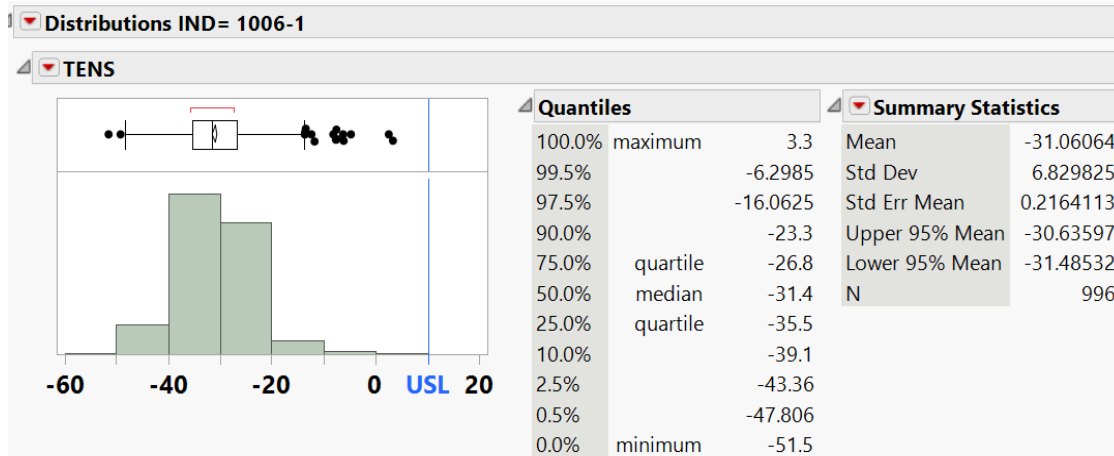 Distributions IND= 1006-1
TENS
-60 -40 -20 0 USL 20
Quantiles
100.0% maximum 3.3
99.5% -6.2985
97.5% -16.0625
90.0% -23.3
75.0% quartile -26.8
50.0% median -31.4
25.0% quartile -35.5
10.0% -39.1
2.5% -43.36
0.5% -47.806
0.0% minimum -51.5
Summary Statistics
Mean -31.06064
Std Dev 6.829825
Std Err Mean 0.2164113
Upper 95% Mean -30.63597
Lower 95% Mean -31.48532
N 996